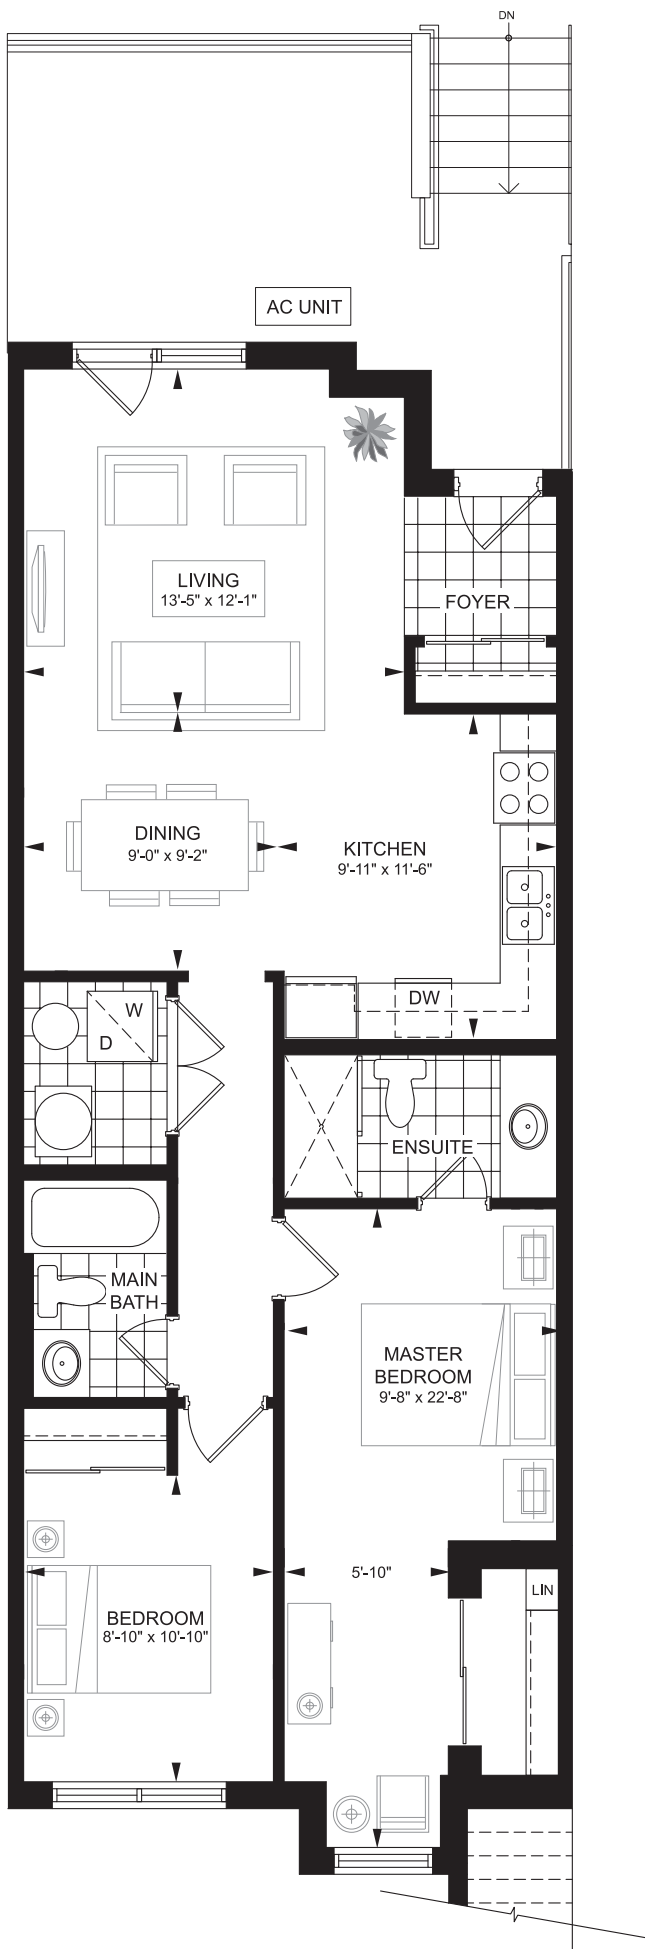 DN
AC UNIT
LIVING
13'-5" x 12'-1"
FOYER
DINING
9'-0" x 9'-2"
KITCHEN
9'-11" x 11'-6"
DW
W
D
ENSUITE
MAIN
BATH
MASTER
BEDROOM
9'-8" x 22'-8"
5'-10"
LIN
BEDROOM
8'-10" x 10'-10"